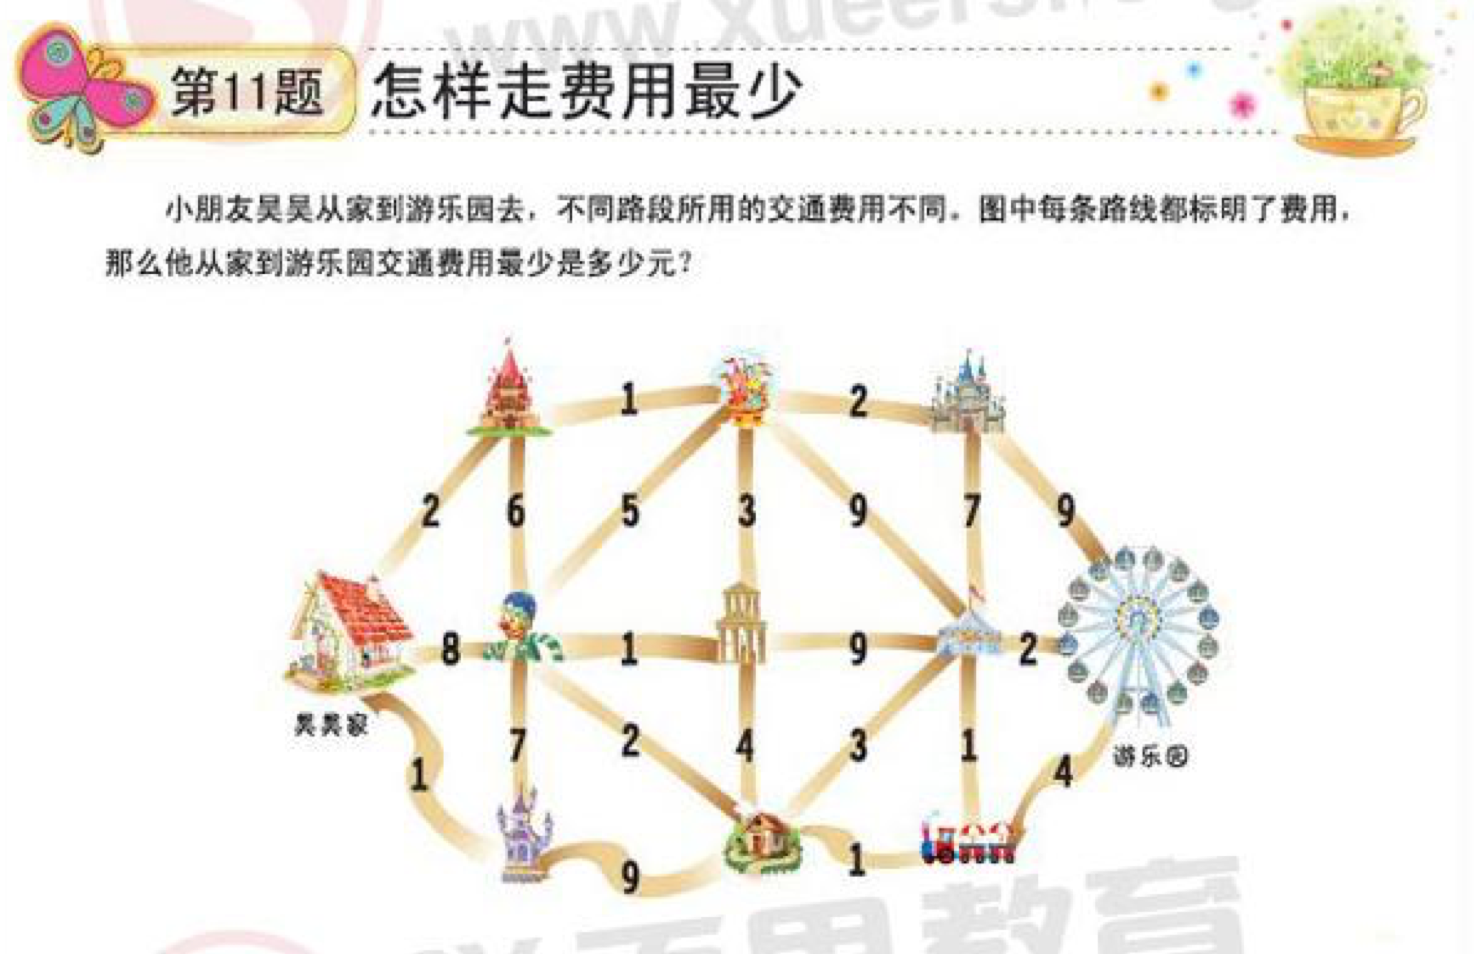 www.xueersi.org
第11题
怎样走费用最少
小朋友昊昊从家到游乐园去，不同路段所用的交通费用不同。图中每条路线都标明了费用，
那么他从家到游乐园交通费用最少是多少元？
1 2
2 6 5 3 9 7 9
8 1 9 2
昊昊家
7 2 4 3 1
游乐园
1 4
9 1
学而思教育